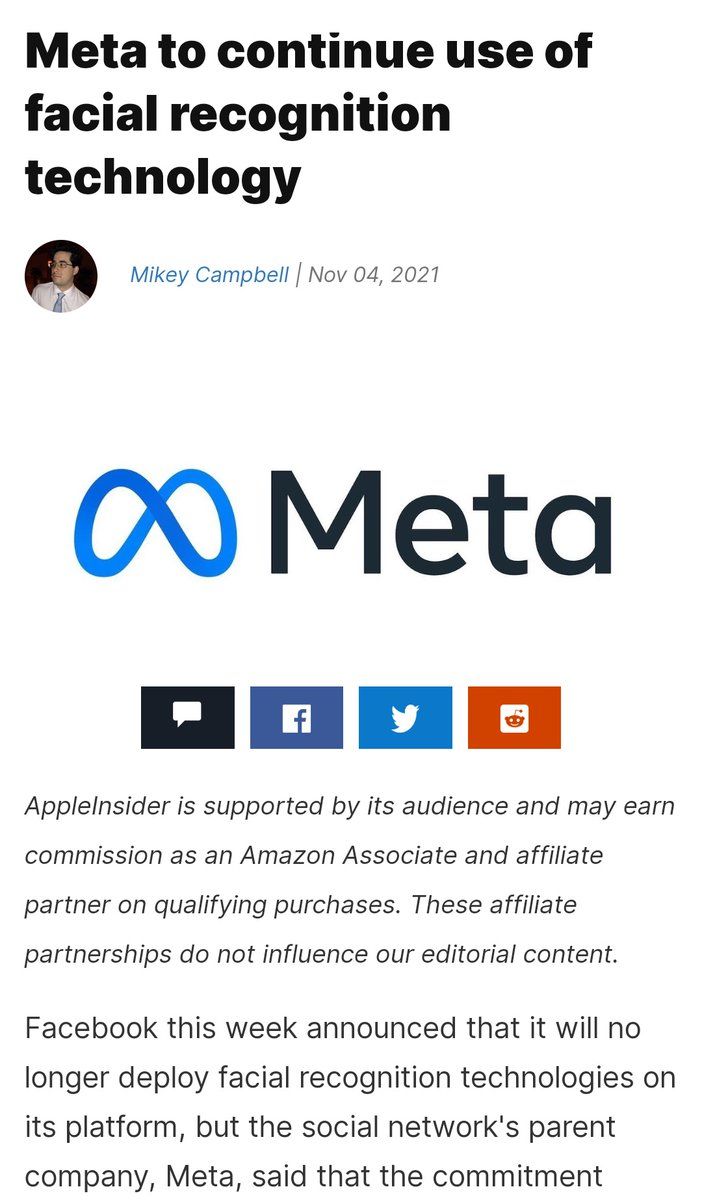 Meta to continue use of
facial recognition
technology
Mikey Campbell | Nov 04, 2021
Meta
AppleInsider is supported by its audience and may earn
commission as an Amazon Associate and affiliate
partner on qualifying purchases. These affiliate
partnerships do not influence our editorial content.
Facebook this week announced that it will no
longer deploy facial recognition technologies on
its platform, but the social network's parent
company, Meta, said that the commitment